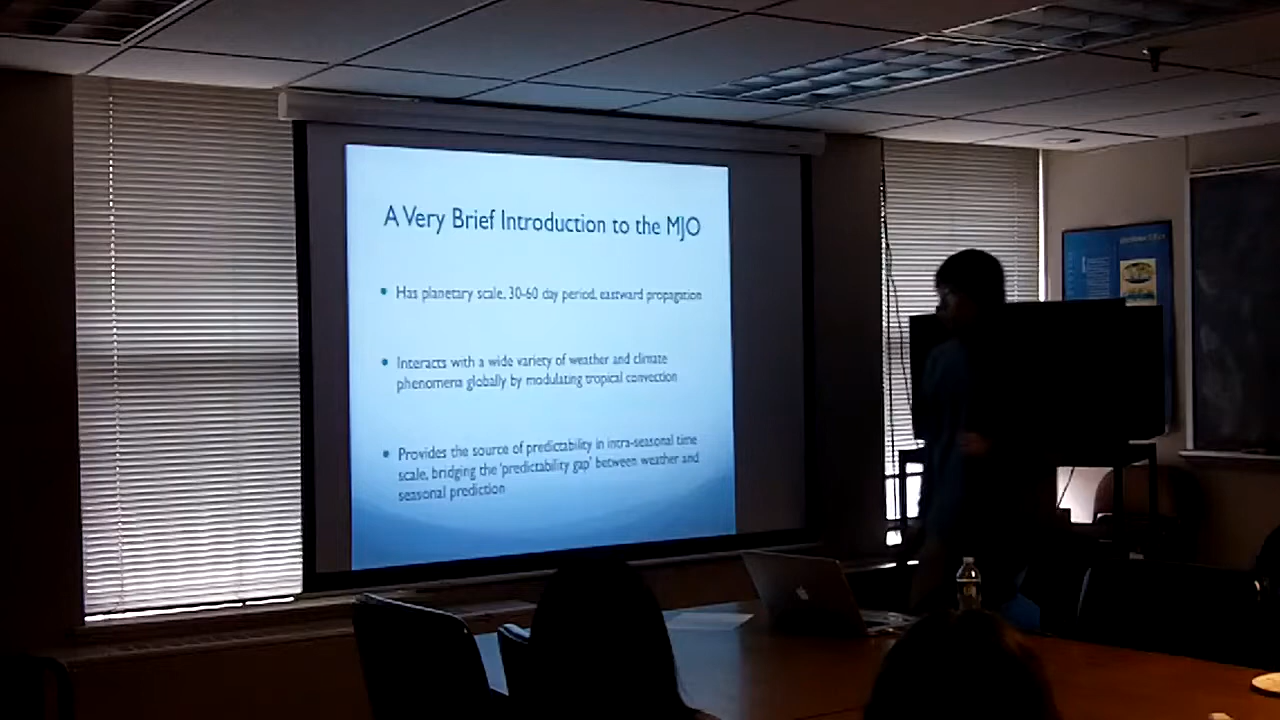 A Very Brief Introduction to the MJO
Has planetary scale, 30-60 day period, eastward propagation
Interacts with a wide variety of weather and climate
phenomena globally by modulating tropical convection
Provides the source of predictability in intra-seasonal time
scale, bridging the 'predictability gap' between weather and
seasonal prediction